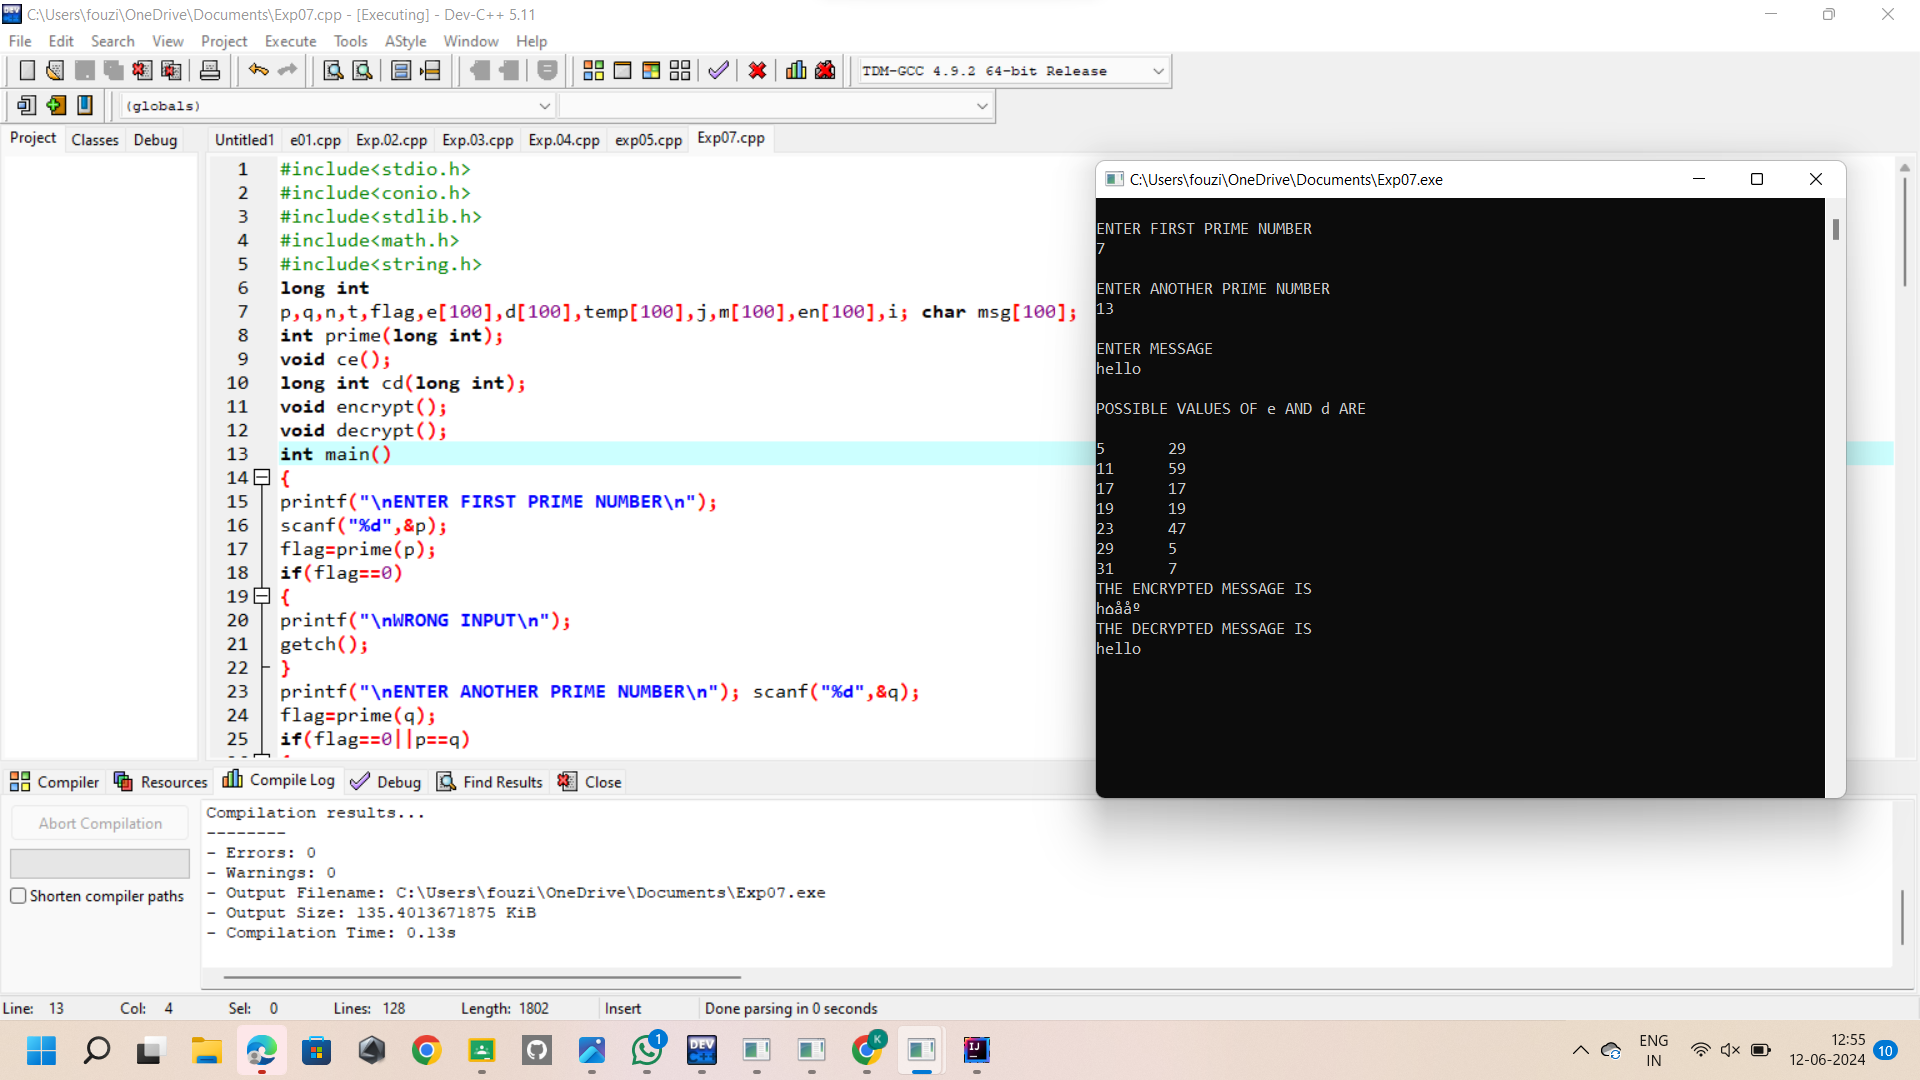 C:\Users\fouzi\OneDrive\Documents\Exp07.cpp - [Executing] - Dev-C++ 5.11
File Edit Search View Project Execute Tools AStyle Window Help
TDM-GCC 4.9.2 64-bit Release
(globals)
Project Classes Debug
Untitled1 e01.cpp Exp.02.cpp Exp.03.cpp Exp.04.cpp exp05.cpp Exp07.cpp
1 #include<stdio.h>
2 #include<conio.h>
3 #include<stdlib.h>
4 #include<math.h>
5 #include<string.h>
6 long int
7 p,q,n,t,flag,e[100],d[100],temp[100],j,m[100],en[100],i; char msg[100];
8 int prime(long int);
9 void ce();
10 long int cd(long int);
11 void encrypt();
12 void decrypt();
13 int main()
14 {
15 printf("\nENTER FIRST PRIME NUMBER\n");
16 scanf("%d",&p);
17 flag=prime(p);
18 if(flag==0)
19 {
20 printf("\nWRONG INPUT\n");
21 getch();
22 }
23 printf("\nENTER ANOTHER PRIME NUMBER\n"); scanf("%d",&q);
24 flag=prime(q);
25 if(flag==0||p==q)
C:\Users\fouzi\OneDrive\Documents\Exp07.exe
ENTER FIRST PRIME NUMBER
7
ENTER ANOTHER PRIME NUMBER
13
ENTER MESSAGE
hello
POSSIBLE VALUES OF e AND d ARE
5 29
11 59
17 17
19 19
23 47
29 5
31 7
THE ENCRYPTED MESSAGE IS
THE DECRYPTED MESSAGE IS
hello
Compiler Resources Compile Log Debug Find Results Close
Abort Compilation
Shorten compiler paths
Compilation results...
--------
- Errors: 0
- Warnings: 0
- Output Filename: C:\Users\fouzi\OneDrive\Documents\Exp07.exe
- Output Size: 135.4013671875 KiB
- Compilation Time: 0.13s
Line: 13 Col: 4 Sel: 0 Lines: 128 Length: 1802 Insert Done parsing in 0 seconds
DEV C++
1
K
IJ
ENG
IN
12:55
12-06-2024
10